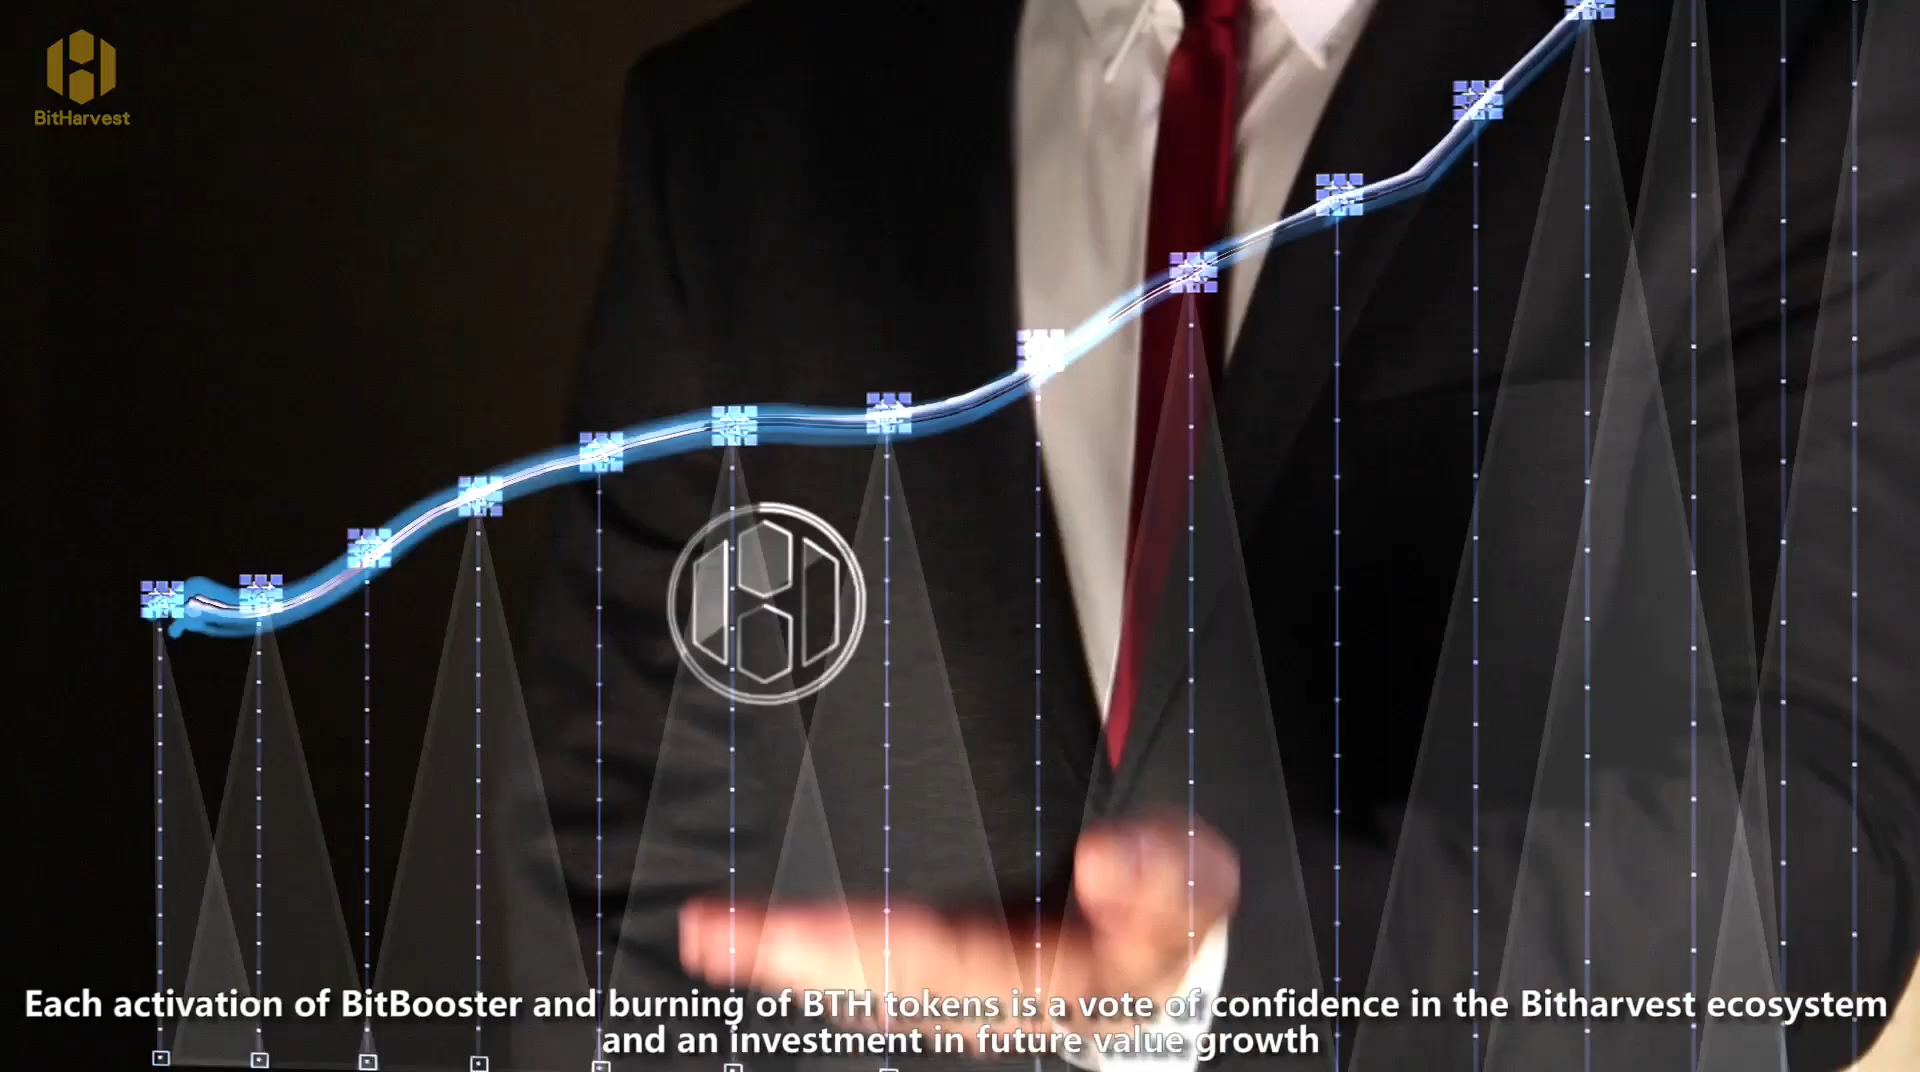 BitHarvest
Each activation of BitBooster and burning of BTH tokens is a vote of confidence in the Bitharvest ecosystem
and an investment in future value growth